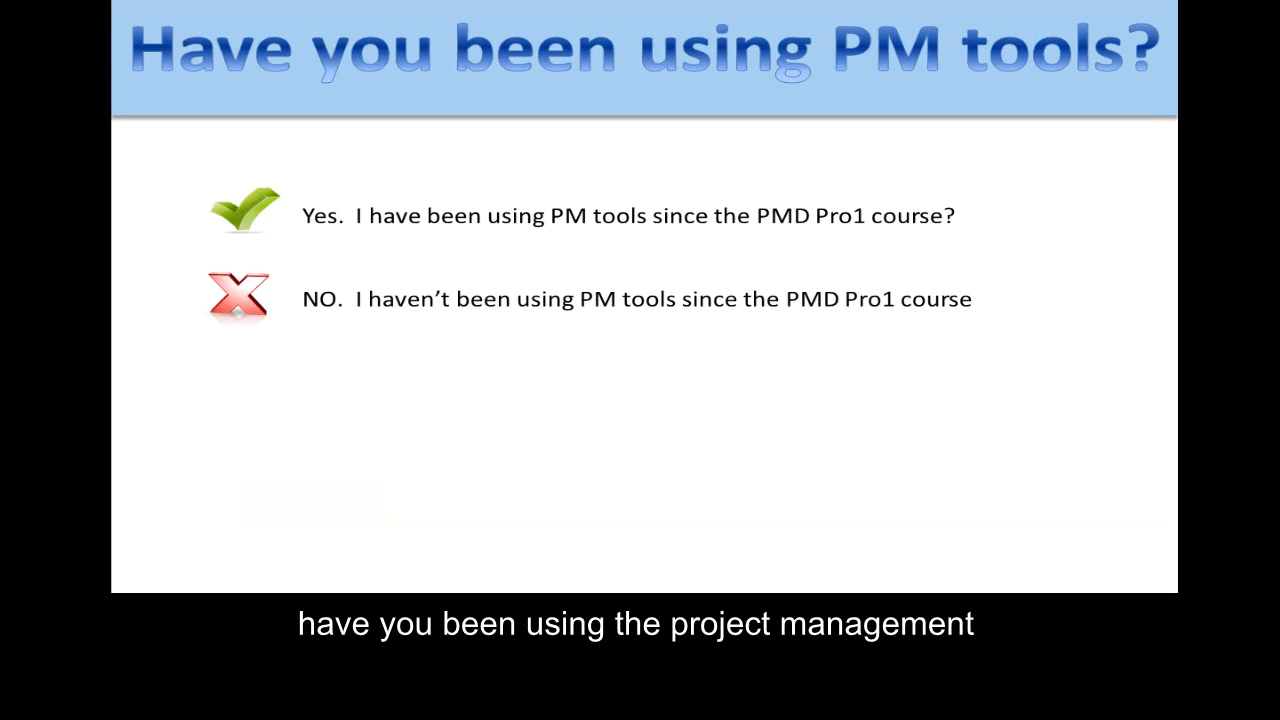 Have you been using PM tools?
Yes.  I have been using PM tools since the PMD Pro1 course?
NO.  I haven’t been using PM tools since the PMD Pro1 course
have you been using the project management